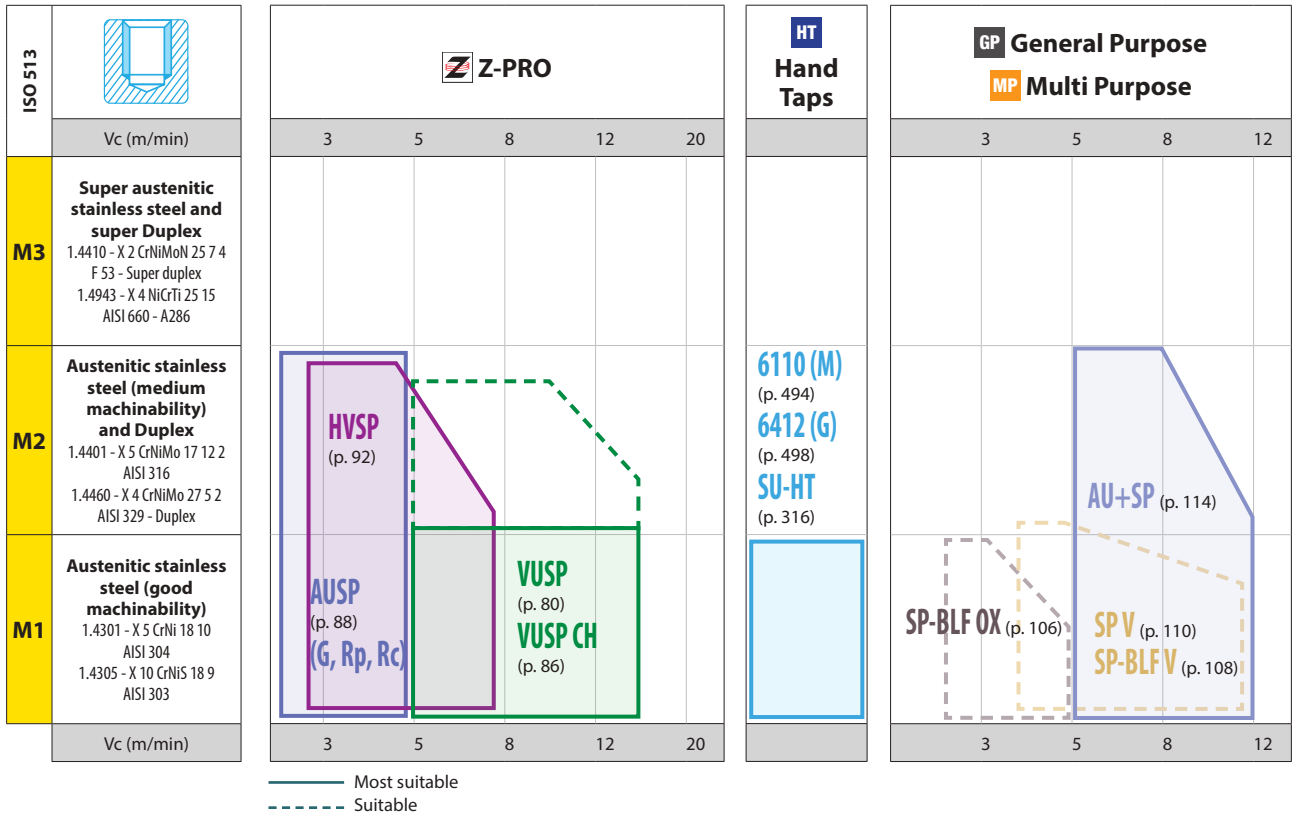 ISO 513
Z-PRO
HT
Hand
Taps
GP General Purpose
MP Multi Purpose
Vc (m/min)
3 5 8 12 20
3 5 8 12
M3
Super austenitic
stainless steel and
super Duplex
1.4410 - X 2 CrNiMoN 25 7 4
F 53 - Super duplex
1.4943 - X 4 NiCrTi 25 15
AISI 660 - A286
M2
Austenitic stainless
steel (medium
machinability)
and Duplex
1.4401 - X 5 CrNiMo 17 12 2
AISI 316
1.4460 - X 4 CrNiMo 27 5 2
AISI 329 - Duplex
HVSP
(p. 92)
6110 (M)
(p. 494)
6412 (G)
(p. 498)
SU-HT
(p. 316)
AU+SP (p. 114)
M1
Austenitic stainless
steel (good
machinability)
1.4301 - X 5 CrNi 18 10
AISI 304
1.4305 - X 10 CrNiS 18 9
AISI 303
AUSP
(p. 88)
(G, Rp, Rc)
VUSP
(p. 80)
VUSP CH
(p. 86)
SP-BLF OX (p. 106)
SP V (p. 110)
SP-BLF V (p. 108)
Vc (m/min)
3 5 8 12 20
3 5 8 12
Most suitable
Suitable